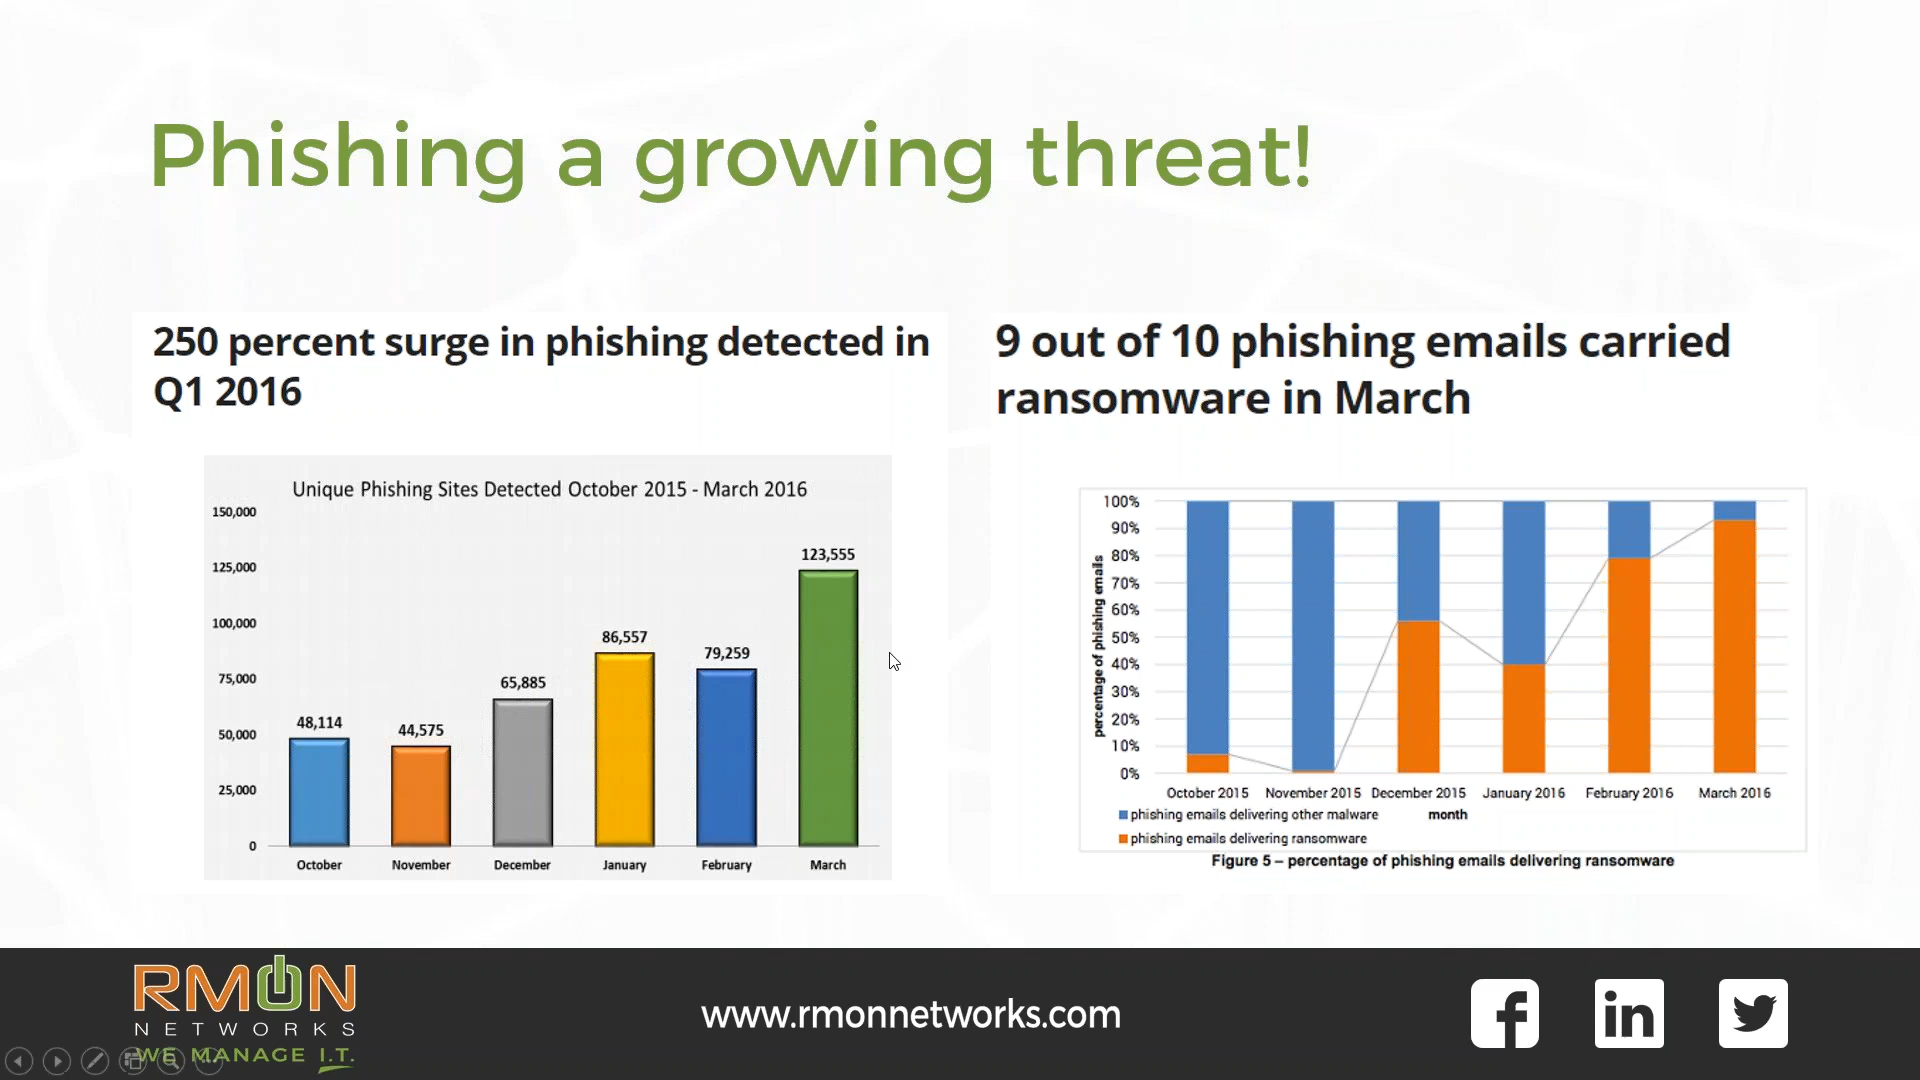 Phishing a growing threat!
250 percent surge in phishing detected in
Q1 2016
Unique Phishing Sites Detected October 2015 - March 2016
150,000
125,000
100,000
75,000
50,000
25,000
0
48,114
44,575
65,885
86,557
79,259
123,555
October
November
December
January
February
March
9 out of 10 phishing emails carried
ransomware in March
percentage of phishing emails
100%
90%
80%
70%
60%
50%
40%
30%
20%
10%
0%
October 2015
November 2015
December 2015
January 2016
February 2016
March 2016
phishing emails delivering other malware
month
phishing emails delivering ransomware
Figure 5 – percentage of phishing emails delivering ransomware
RMON
NETWORKS
WE MANAGE I.T.
www.rmonnetworks.com